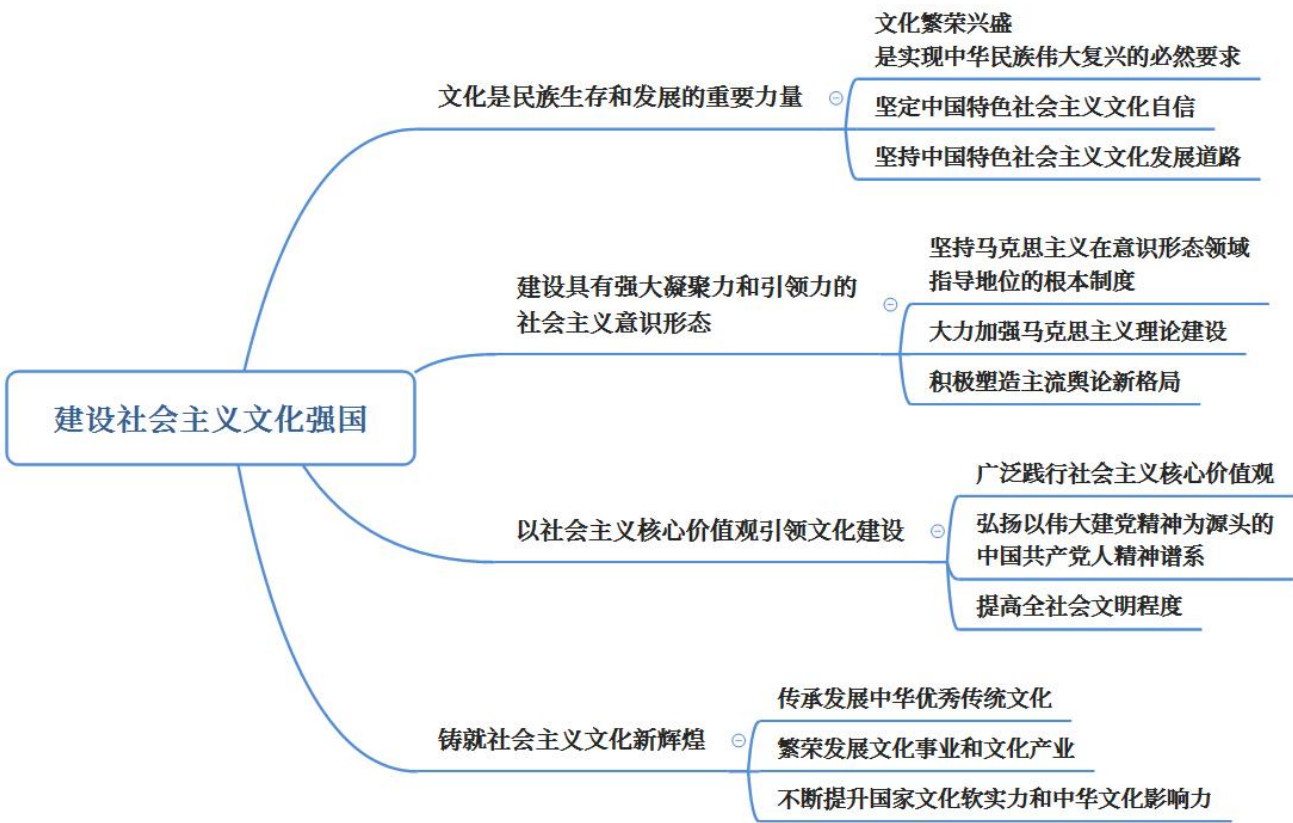 建设社会主义文化强国
文化是民族生存和发展的重要力量
文化繁荣兴盛
是实现中华民族伟大复兴的必然要求
坚定中国特色社会主义文化自信
坚持中国特色社会主义文化发展道路
建设具有强大凝聚力和引领力的
社会主义意识形态
坚持马克思主义在意识形态领域
指导地位的根本制度
大力加强马克思主义理论建设
积极塑造主流舆论新格局
以社会主义核心价值观引领文化建设
广泛践行社会主义核心价值观
弘扬以伟大建党精神为源头的
中国共产党人精神谱系
提高全社会文明程度
铸就社会主义文化新辉煌
传承发展中华优秀传统文化
繁荣发展文化事业和文化产业
不断提升国家文化软实力和中华文化影响力